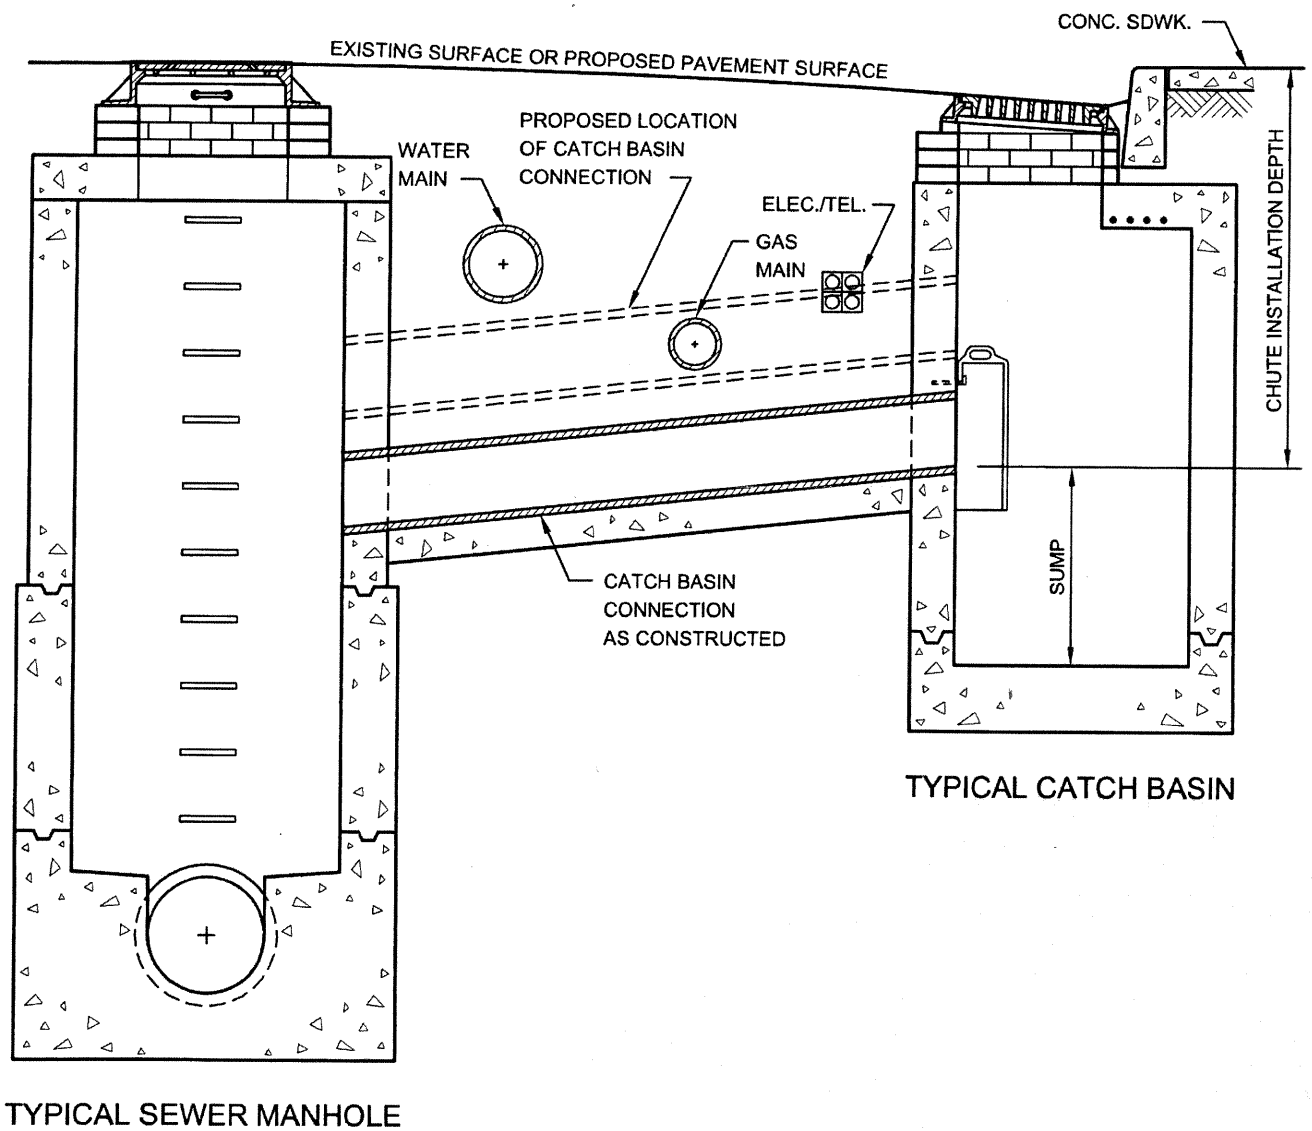 CONC. SDWK.
EXISTING SURFACE OR PROPOSED PAVEMENT SURFACE
PROPOSED LOCATION
OF CATCH BASIN
CONNECTION
WATER
MAIN
ELEC./TEL.
GAS
MAIN
CHUTE INSTALLATION DEPTH
SUMP
CATCH BASIN
CONNECTION
AS CONSTRUCTED
TYPICAL CATCH BASIN
TYPICAL SEWER MANHOLE